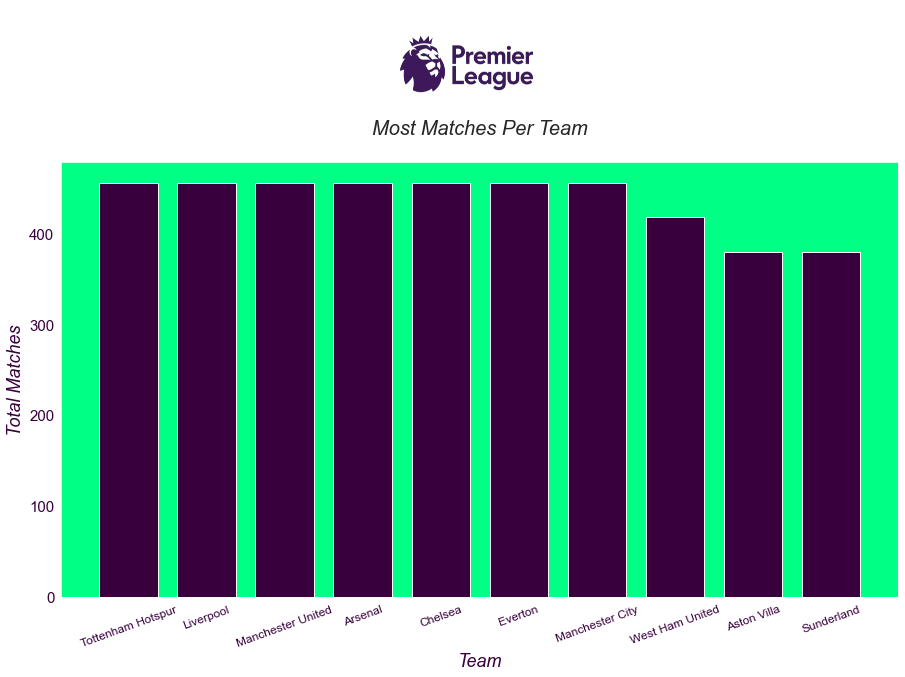 Premier
League
Most Matches Per Team
400
300
200
100
0
Total Matches
Tottenham Hotspur
Liverpool
Manchester United
Arsenal
Chelsea
Everton
Manchester City
West Ham United
Aston Villa
Sunderland
Team